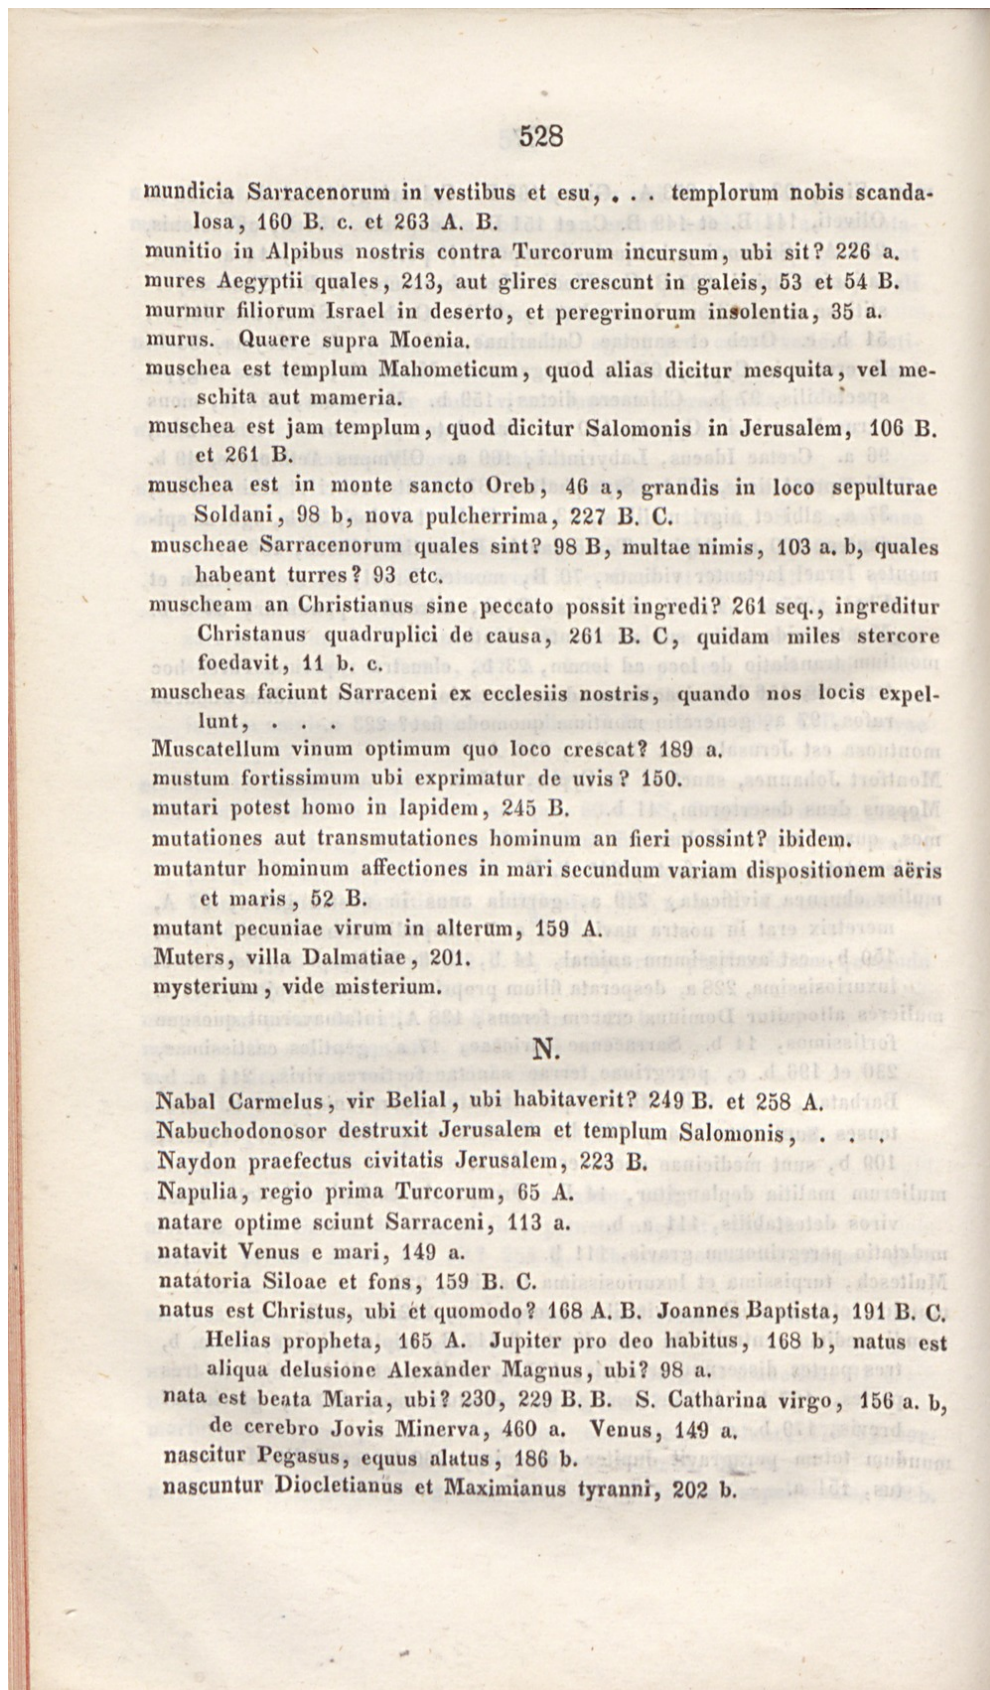 528
mundicia Sarracenorum in vestibus et esu, . . . templorum nobis scanda-
losa, 160 B. c. et 263 A. B.
munitio in Alpibus nostris contra Turcorum incursum, ubi sit? 226 a.
mures Aegyptii quales, 213, aut glires crescunt in galeis, 53 et 54 B.
murmur filiorum Israel in deserto, et peregrinorum insolentia, 35 a.
murus. Quaere supra Moenia.
muschea est templum Mahometicum, quod alias dicitur mesquita, vel me-
schita aut mameria.
muschea est jam templum, quod dicitur Salomonis in Jerusalem, 106 B.
et 261 B.
muschea est in monte sancto Oreb, 46 a, grandis in loco sepulturae
Soldani, 98 b, nova pulcherrima, 227 B. C.
muscheae Sarracenorum quales sint? 98 B, multae nimis, 103 a. b, quales
habeant turres? 93 etc.
muscheam an Christianus sine peccato possit ingredi? 261 seq., ingreditur
Christanus quadruplici de causa, 261 B. C, quidam miles stercore
foedavit, 11 b. c.
muscheas faciunt Sarraceni ex ecclesiis nostris, quando nos locis expel-
lunt, . . .
Muscatellum vinum optimum quo loco crescat? 189 a.
mustum fortissimum ubi exprimatur de uvis? 150.
mutari potest homo in lapidem, 245 B.
mutationes aut transmutationes hominum an fieri possint? ibidem.
mutantur hominum affectiones in mari secundum variam dispositionem aëris
et maris, 52 B.
mutant pecuniae virum in alterum, 159 A.
Muters, villa Dalmatiae, 201.
mysterium, vide misterium.
N.
Nabal Carmelus, vir Belial, ubi habitaverit? 249 B. et 258 A.
Nabuchodonosor destruxit Jerusalem et templum Salomonis, . . .
Naydon praefectus civitatis Jerusalem, 223 B.
Napulia, regio prima Turcorum, 65 A.
natare optime sciunt Sarraceni, 113 a.
natavit Venus e mari, 149 a.
natatoria Siloae et fons, 159 B. C.
natus est Christus, ubi et quomodo? 168 A. B. Joannes Baptista, 191 B. C.
Helias propheta, 165 A. Jupiter pro deo habitus, 168 b, natus est
aliqua delusione Alexander Magnus, ubi? 98 a.
nata est beata Maria, ubi? 230, 229 B. B. S. Catharina virgo, 156 a. b,
de cerebro Jovis Minerva, 460 a. Venus, 149 a.
nascitur Pegasus, equus alatus, 186 b.
nascuntur Diocletianus et Maximianus tyranni, 202 b.